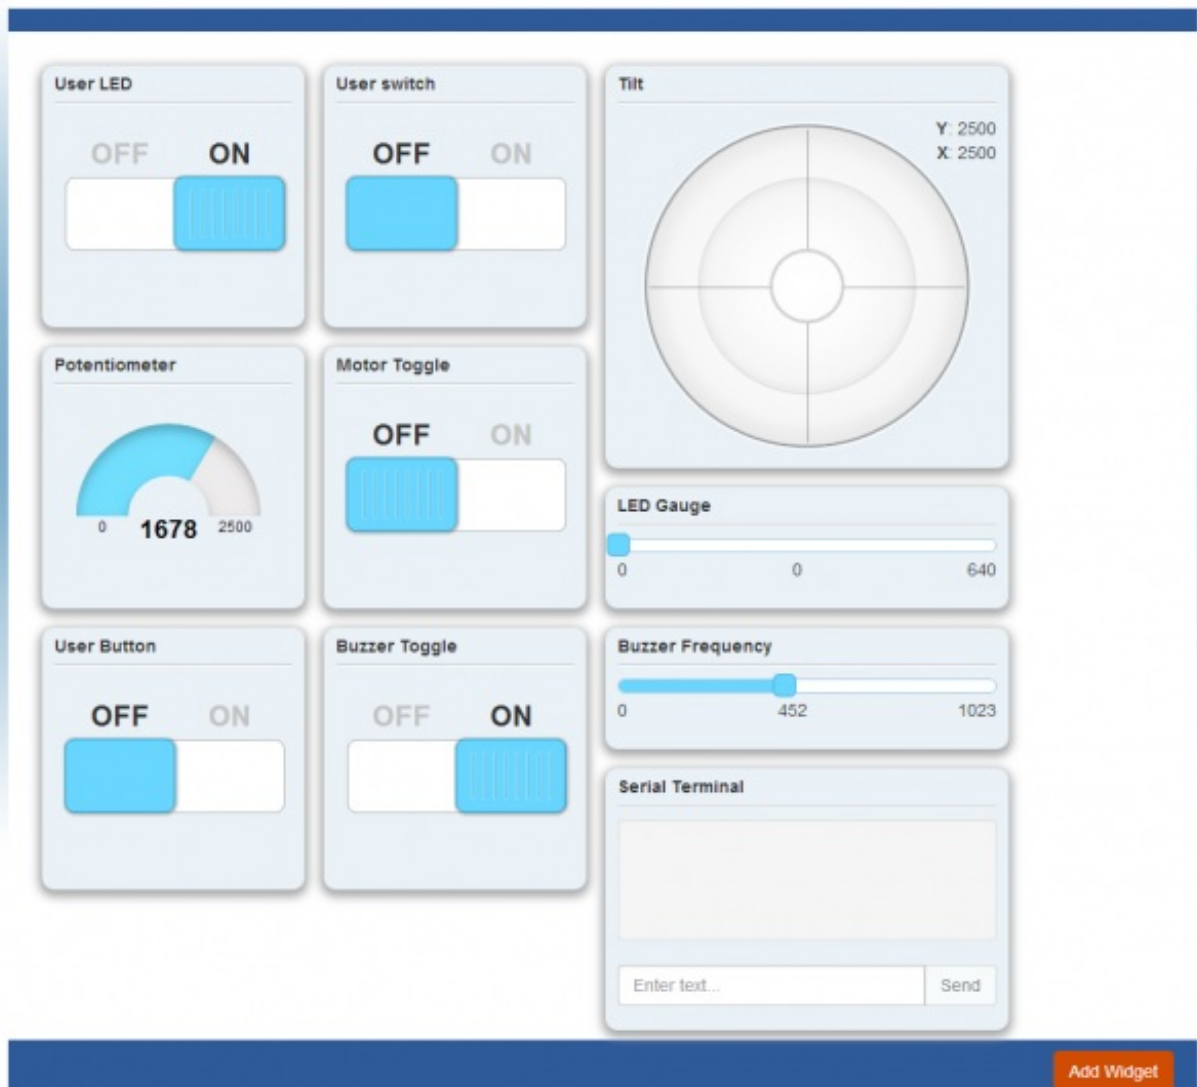 User LED
OFF ON
User switch
OFF ON
Tilt
Y: 2500
X: 2500
Potentiometer
0 1678 2500
Motor Toggle
OFF ON
LED Gauge
0 0 640
User Button
OFF ON
Buzzer Toggle
OFF ON
Buzzer Frequency
0 452 1023
Serial Terminal
Enter text...
Send
Add Widget